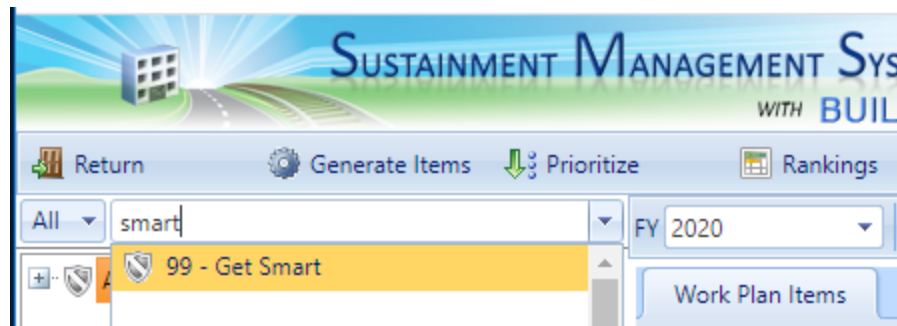 SUSTAINMENT MANAGEMENT SYS
WITH BUIL
Return Generate Items Prioritize Rankings
All smart FY 2020
99 - Get Smart
Work Plan Items